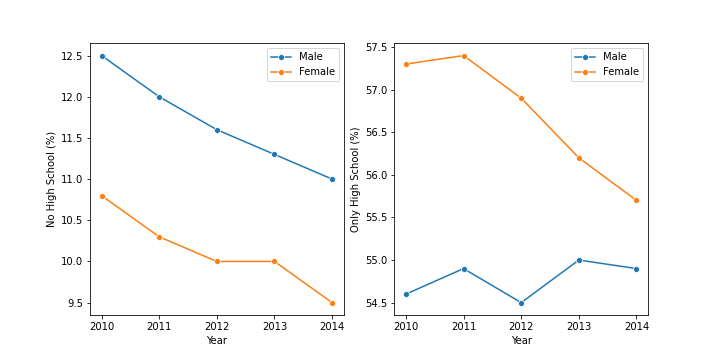 No High School (%)
12.5
12.0
11.5
11.0
10.5
10.0
9.5
2010 2011 2012 2013 2014
Year
Male
Female
Only High School (%)
57.5
57.0
56.5
56.0
55.5
55.0
54.5
2010 2011 2012 2013 2014
Year
Male
Female